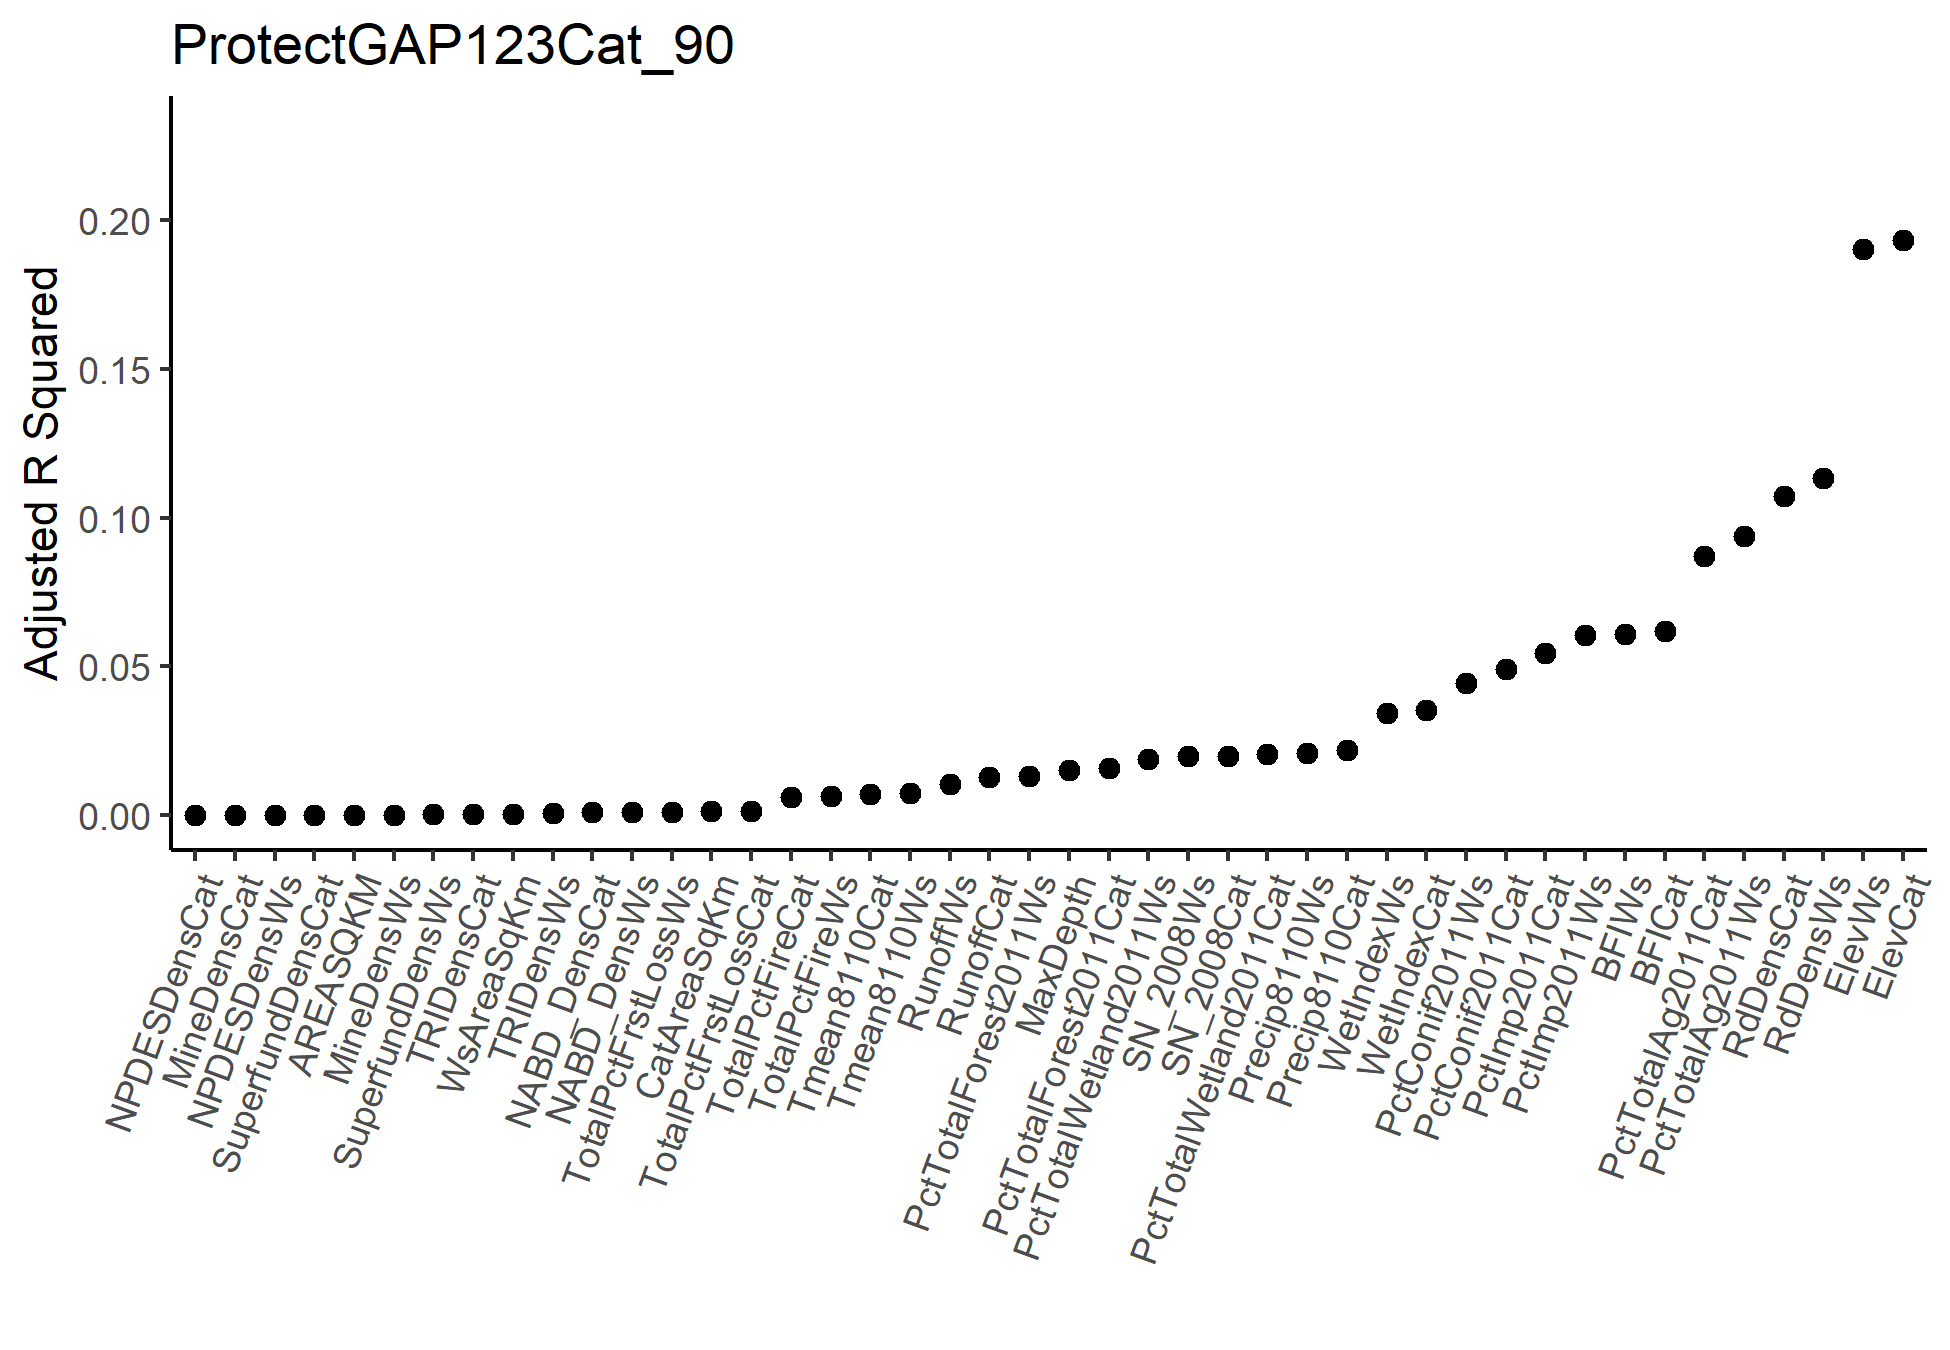 ProtectGAP123Cat_90
Adjusted R Squared
0.20
0.15
0.10
0.05
0.00
NPDESDensCat
MineDensCat
NPDESDensWs
SuperfundDensCat
AREASQKM
MineDensWs
SuperfundDensWs
TRIDensCat
WsAreaSqKm
TRIDensWs
NABD_DensCat
NABD_DensWs
TotalPctFrstLossWs
CatAreaSqKm
TotalPctFrstLossCat
TotalPctFireCat
TotalPctFireWs
Tmean8110Cat
Tmean8110Ws
RunoffWs
RunoffCat
PctTotalForest2011Ws
MaxDepth
PctTotalForest2011Cat
PctTotalWetland2011Ws
SN_2008Ws
SN_2008Cat
PctTotalWetland2011Cat
Precip8110Ws
Precip8110Cat
WetIndexWs
WetIndexCat
PctConif2011Ws
PctConif2011Cat
PctImp2011Cat
PctImp2011Ws
BFIWs
BFICat
PctTotalAg2011Cat
PctTotalAg2011Ws
RdDensCat
RdDensWs
ElevWs
ElevCat